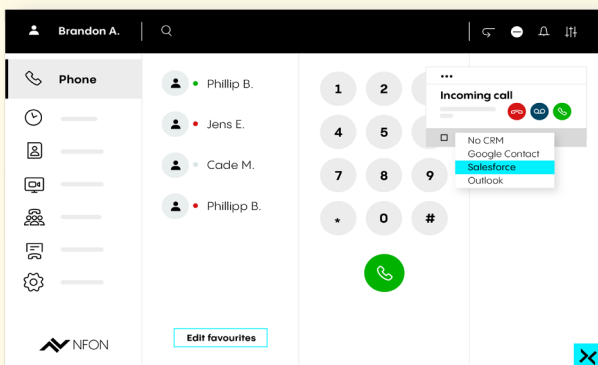 Brandon A.
Phone
Phillip B.
Jens E.
Cade M.
Phillipp B.
Edit favourites
1 2
4 5
7 8 9
* 0 #
Incoming call
No CRM
Google Contact
Salesforce
Outlook
NFON